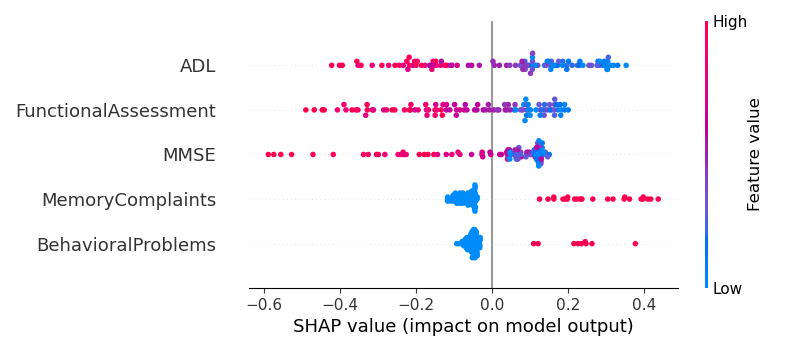 High
ADL
FunctionalAssessment
MMSE
MemoryComplaints
BehavioralProblems
Feature value
Low
−0.6 −0.4 −0.2 0.0 0.2 0.4
SHAP value (impact on model output)